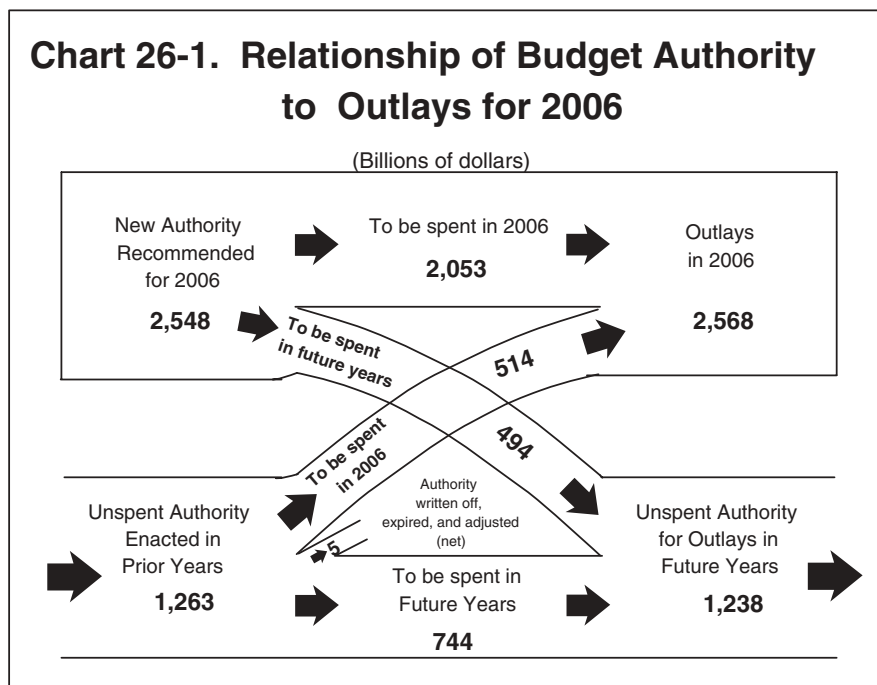 Chart 26-1. Relationship of Budget Authority
to Outlays for 2006
(Billions of dollars)
New Authority
Recommended
for 2006
2,548
To be spent in 2006
2,053
Outlays
in 2006
2,568
To be spent
in future years
514
To be spent
in 2006
494
Authority
written off,
expired, and adjusted
(net)
5
Unspent Authority
Enacted in
Prior Years
1,263
To be spent in
Future Years
744
Unspent Authority
for Outlays in
Future Years
1,238